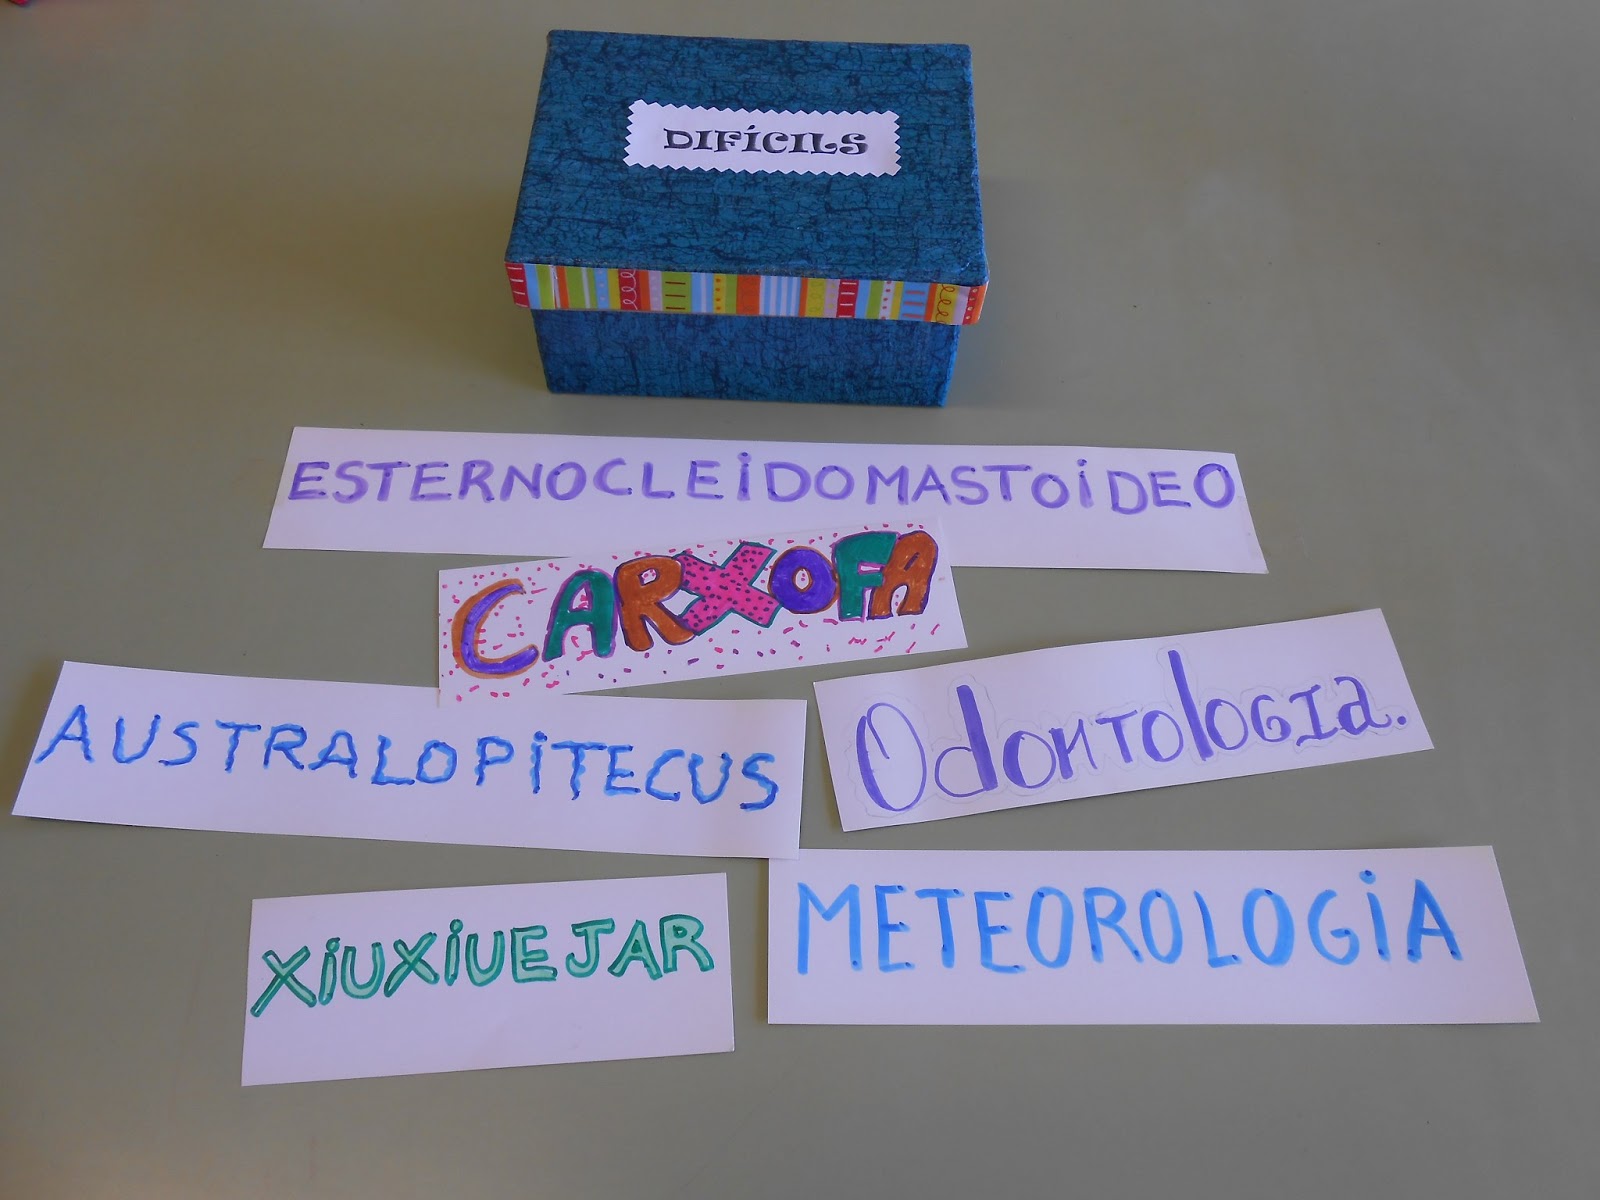 DIFÍCILS
ESTERNOCLEIDOMASTOIDEO
CARXOFA
AUSTRALOPITECUS
Odontologia.
XIUXIUEJAR
METEOROLOGIA